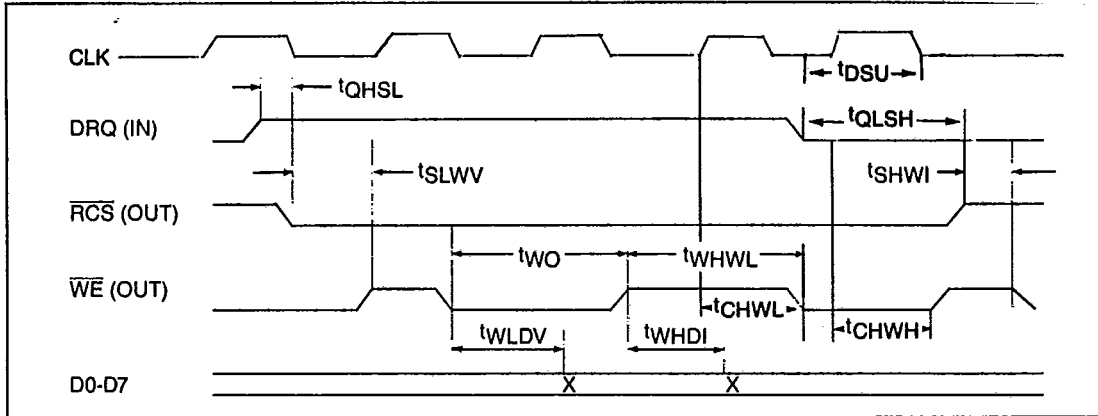 CLK
tDSU
tQHSL
DRQ (IN)
tQLSH
tSLWV
tSHWI
RCS (OUT)
tWO
tWHWL
WE (OUT)
tCHWL
tCHWH
tWLDV
tWHDI
D0-D7
X
X